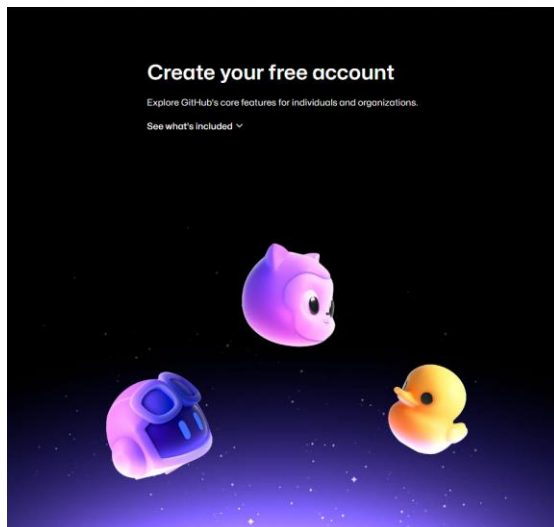 Create your free account
Explore GitHub's core features for individuals and organizations.
See what's included